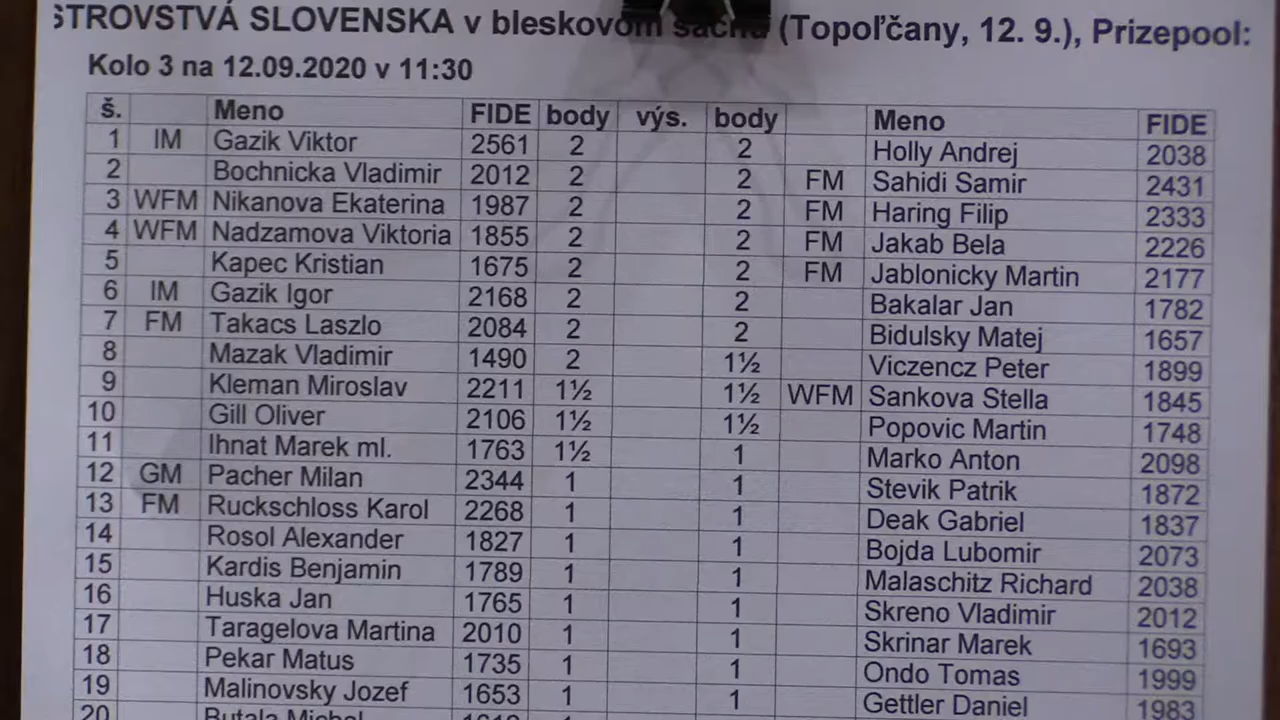 STROVSTVÁ SLOVENSKA v bleskovom šachu (Topoľčany, 12. 9.), Prizepool:
Kolo 3 na 12.09.2020 v 11:30
š. Meno FIDE body výs. body Meno FIDE
1 IM Gazik Viktor 2561 2 2 Holly Andrej 2038
2 Bochnicka Vladimir 2012 2 2 FM Sahidi Samir 2431
3 WFM Nikanova Ekaterina 1987 2 2 FM Haring Filip 2333
4 WFM Nadzamova Viktoria 1855 2 2 FM Jakab Bela 2226
5 Kapec Kristian 1675 2 2 FM Jablonicky Martin 2177
6 IM Gazik Igor 2168 2 2 Bakalar Jan 1782
7 FM Takacs Laszlo 2084 2 2 Bidulsky Matej 1657
8 Mazak Vladimir 1490 2 1½ Viczencz Peter 1899
9 Kleman Miroslav 2211 1½ 1½ WFM Sankova Stella 1845
10 Gill Oliver 2106 1½ 1½ Popovic Martin 1748
11 Ihnat Marek ml. 1763 1½ 1 Marko Anton 2098
12 GM Pacher Milan 2344 1 1 Stevik Patrik 1872
13 FM Ruckschloss Karol 2268 1 1 Deak Gabriel 1837
14 Rosol Alexander 1827 1 1 Bojda Lubomir 2073
15 Kardis Benjamin 1789 1 1 Malaschitz Richard 2038
16 Huska Jan 1765 1 1 Skreno Vladimir 2012
17 Taragelova Martina 2010 1 1 Skrinar Marek 1693
18 Pekar Matus 1735 1 1 Ondo Tomas 1999
19 Malinovsky Jozef 1653 1 1 Gettler Daniel 1983
20